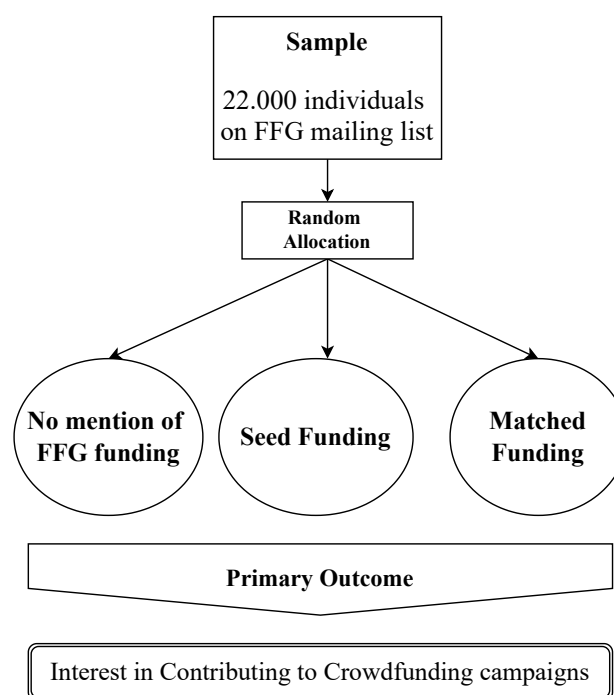 Sample
22.000 individuals
on FFG mailing list
Random
Allocation
No mention of
FFG funding
Seed Funding
Matched
Funding
Primary Outcome
Interest in Contributing to Crowdfunding campaigns